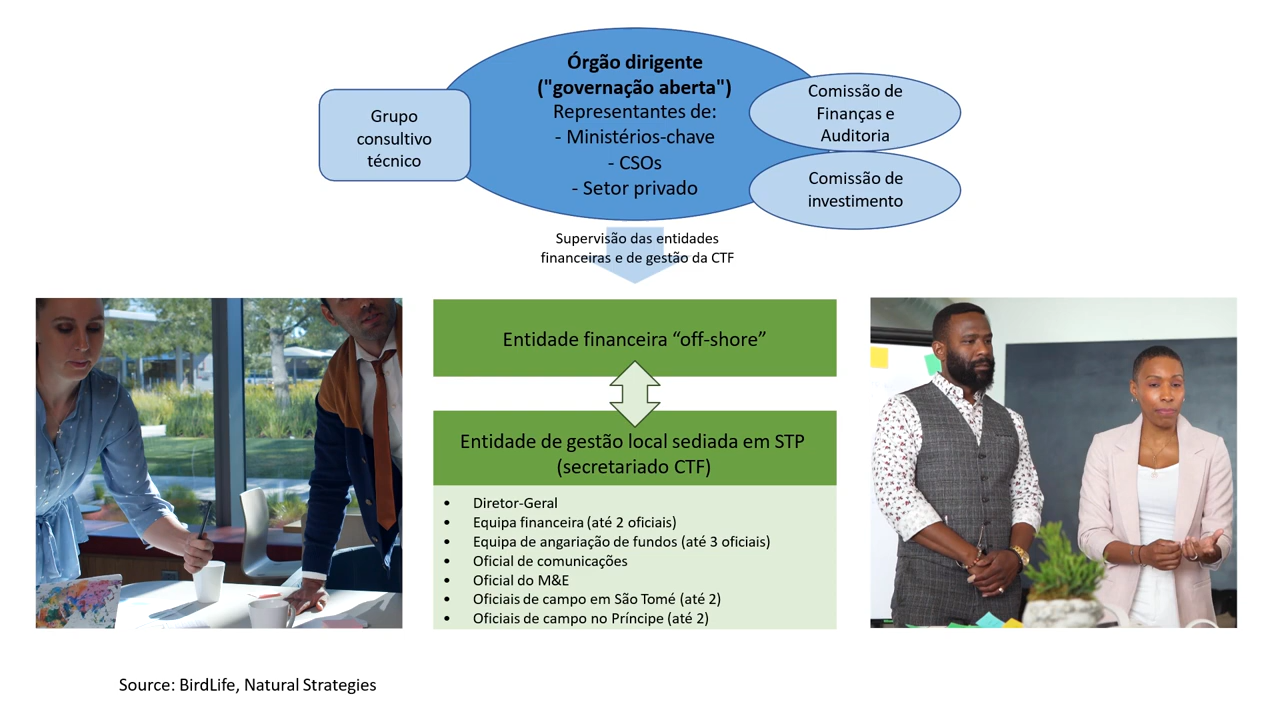 Órgão dirigente
("governação aberta")
Representantes de:
- Ministérios-chave
- CSOs
- Setor privado
Grupo
consultivo
técnico
Comissão de
Finanças e
Auditoria
Comissão de
investimento
Supervisão das entidades
financeiras e de gestão da CTF
Entidade financeira “off-shore”
Entidade de gestão local sediada em STP
(secretariado CTF)
• Diretor-Geral
• Equipa financeira (até 2 oficiais)
• Equipa de angariação de fundos (até 3 oficiais)
• Oficial de comunicações
• Oficial do M&E
• Oficiais de campo em São Tomé (até 2)
• Oficiais de campo no Príncipe (até 2)
Source: BirdLife, Natural Strategies